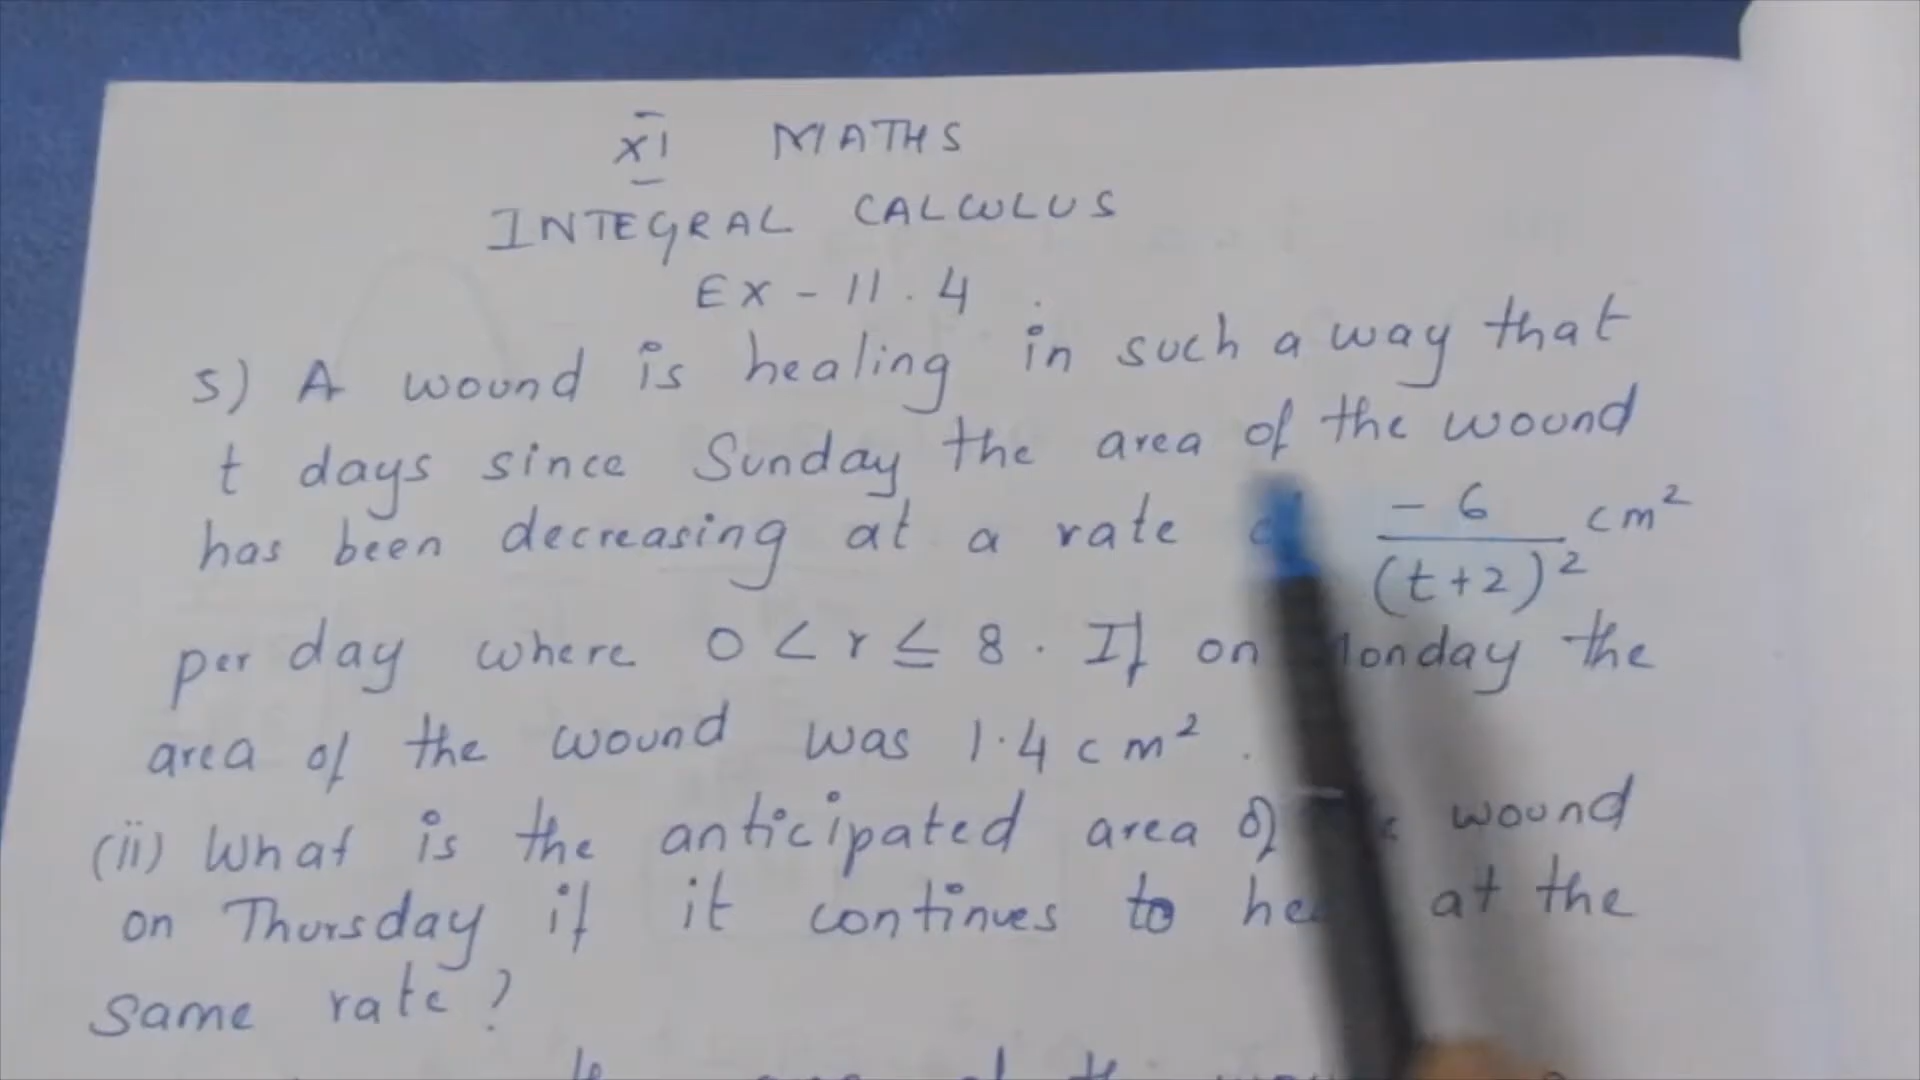 XI MATHS
INTEGRAL CALCULUS
Ex - 11.4
5) A wound is healing in such a way that
t days since Sunday the area of the wound
has been decreasing at a rate -6/(t+2)² cm²
per day where 0 < r ≤ 8. If on the
area of the wound was 1.4 cm².
(ii) What is the anticipated area of wound
on Thursday if it continues to at the
same rate?